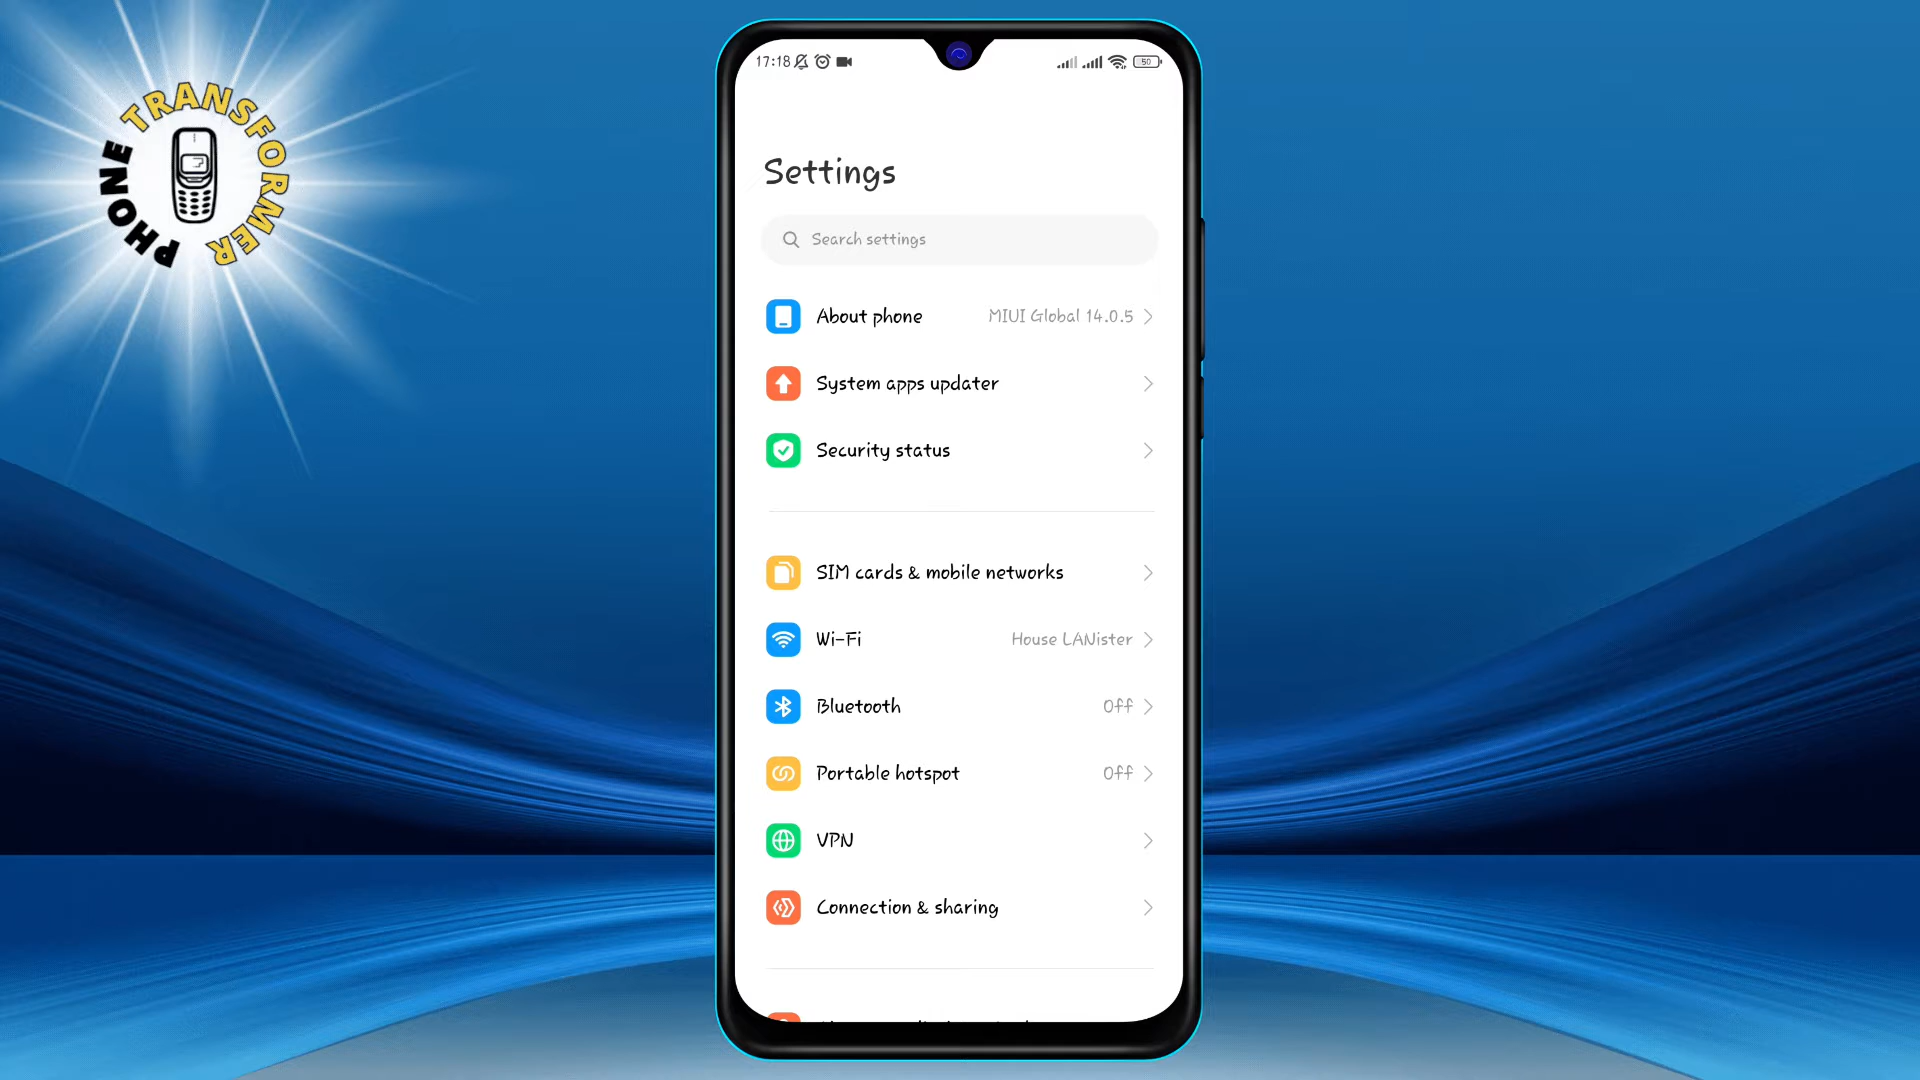 PHONE TRANSFORMER
17:18
50
Settings
Search settings
About phone
MIUI Global 14.0.5
System apps updater
Security status
SIM cards & mobile networks
Wi-Fi
House LANister
Bluetooth
Off
Portable hotspot
Off
VPN
Connection & sharing